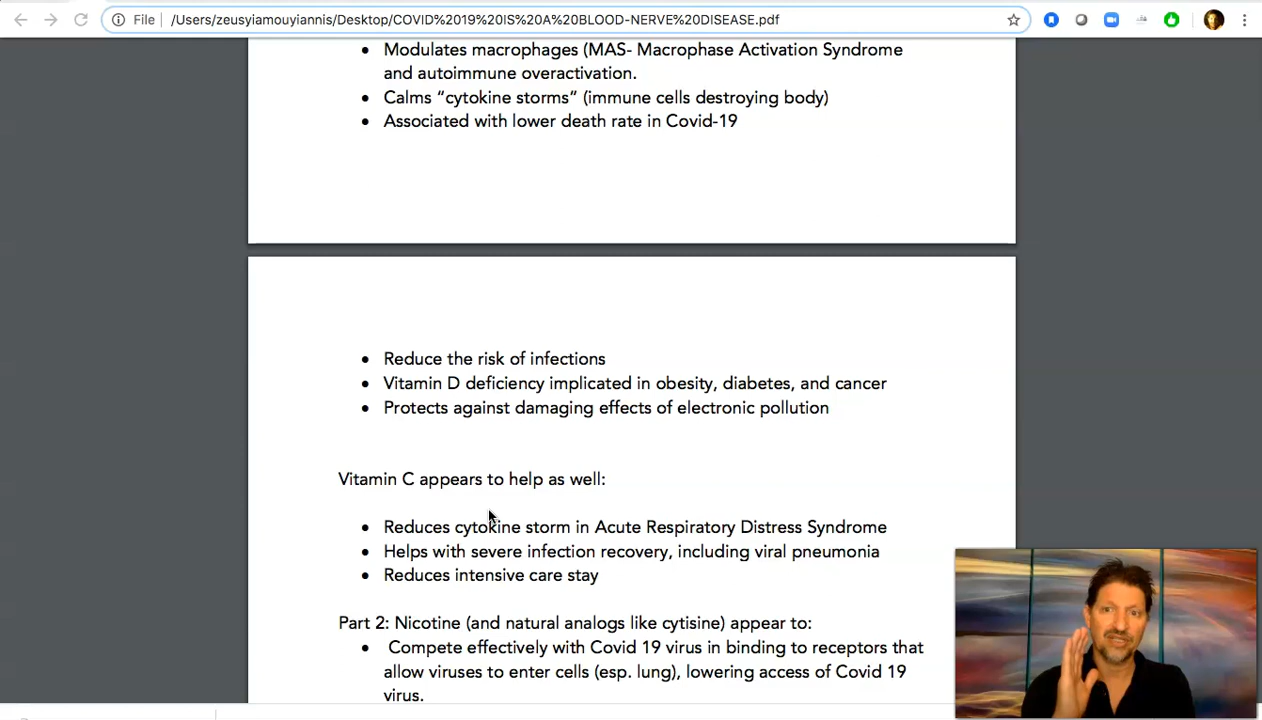 File /Users/zeusyiamouyiannis/Desktop/COVID%2019%20IS%20A%20BLOOD-NERVE%20DISEASE.pdf
• Modulates macrophages (MAS- Macrophase Activation Syndrome
and autoimmune overactivation.
• Calms “cytokine storms” (immune cells destroying body)
• Associated with lower death rate in Covid-19
• Reduce the risk of infections
• Vitamin D deficiency implicated in obesity, diabetes, and cancer
• Protects against damaging effects of electronic pollution
Vitamin C appears to help as well:
• Reduces cytokine storm in Acute Respiratory Distress Syndrome
• Helps with severe infection recovery, including viral pneumonia
• Reduces intensive care stay
Part 2: Nicotine (and natural analogs like cytisine) appear to:
• Compete effectively with Covid 19 virus in binding to receptors that
allow viruses to enter cells (esp. lung), lowering access of Covid 19
virus.